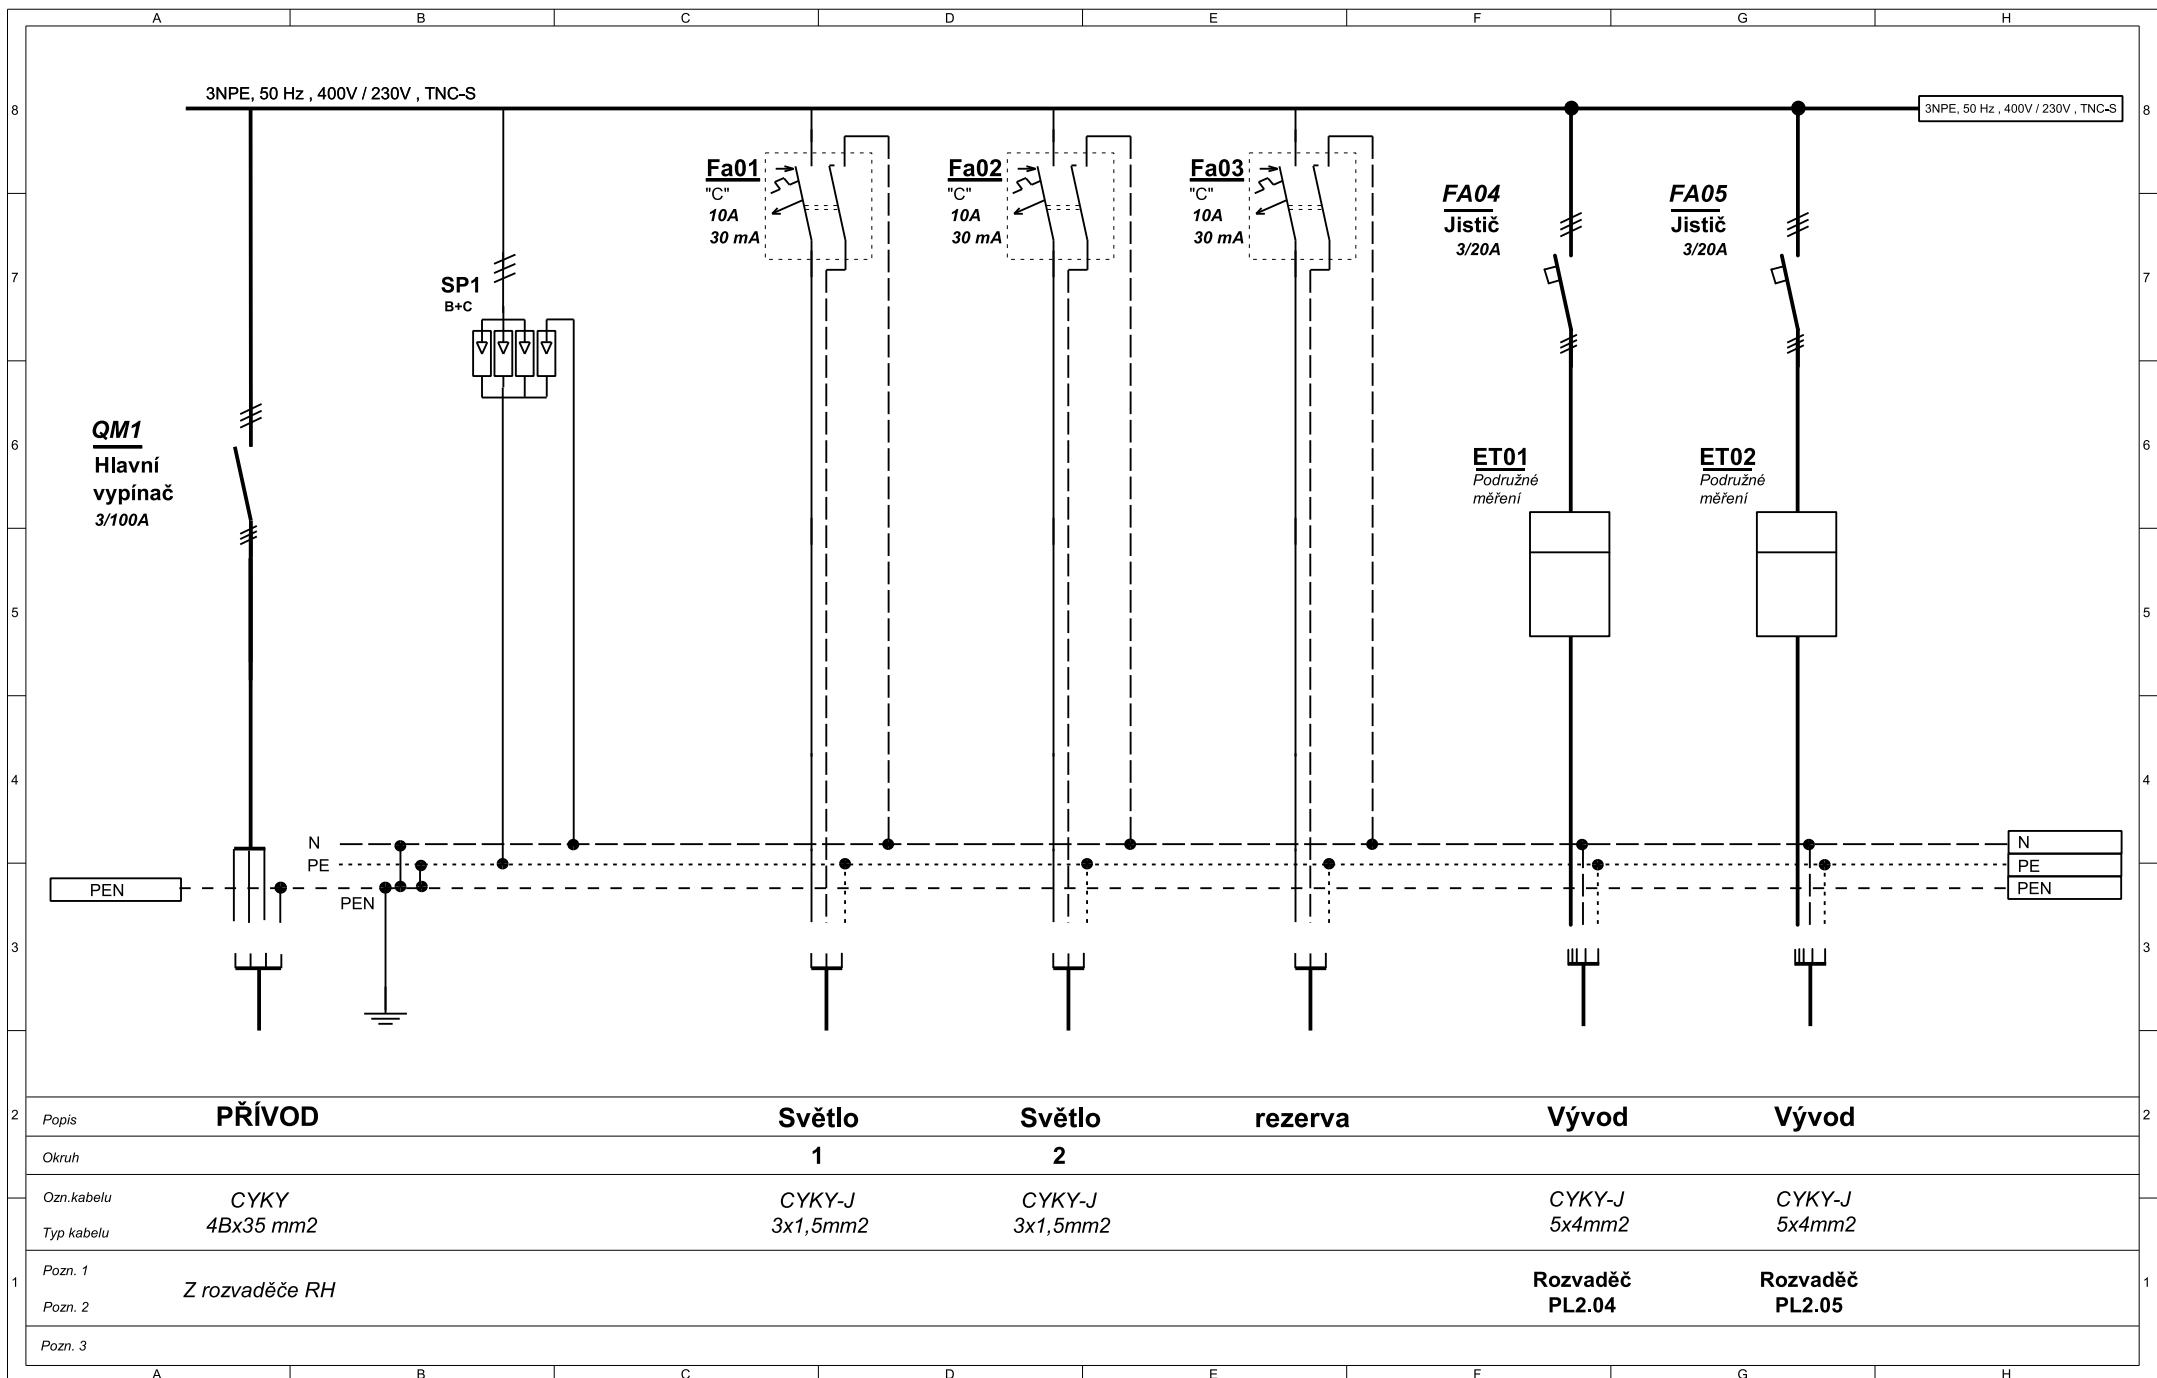 A B C D E F G H
3NPE, 50 Hz , 400V / 230V , TNC-S
8 3NPE, 50 Hz , 400V / 230V , TNC-S 8
Fa01
"C"
10A
30 mA
Fa02
"C"
10A
30 mA
Fa03
"C"
10A
30 mA
FA04
Jistič
3/20A
FA05
Jistič
3/20A
7 7
SP1
B+C
QM1
Hlavní
vypínač
3/100A
6 6
ET01
Podružné
měření
ET02
Podružné
měření
5 5
4 4
N N
PE PE
PEN PEN
PEN
3 3
2 Popis PŘÍVOD Světlo Světlo rezerva Vývod Vývod 2
Okruh 1 2
Ozn.kabelu CYKY CYKY-J CYKY-J CYKY-J CYKY-J
Typ kabelu 4Bx35 mm2 3x1,5mm2 3x1,5mm2 5x4mm2 5x4mm2
Pozn. 1 Rozvaděč Rozvaděč
1 Z rozvaděče RH 1
Pozn. 2 PL2.04 PL2.05
Pozn. 3
A B C D E F G H